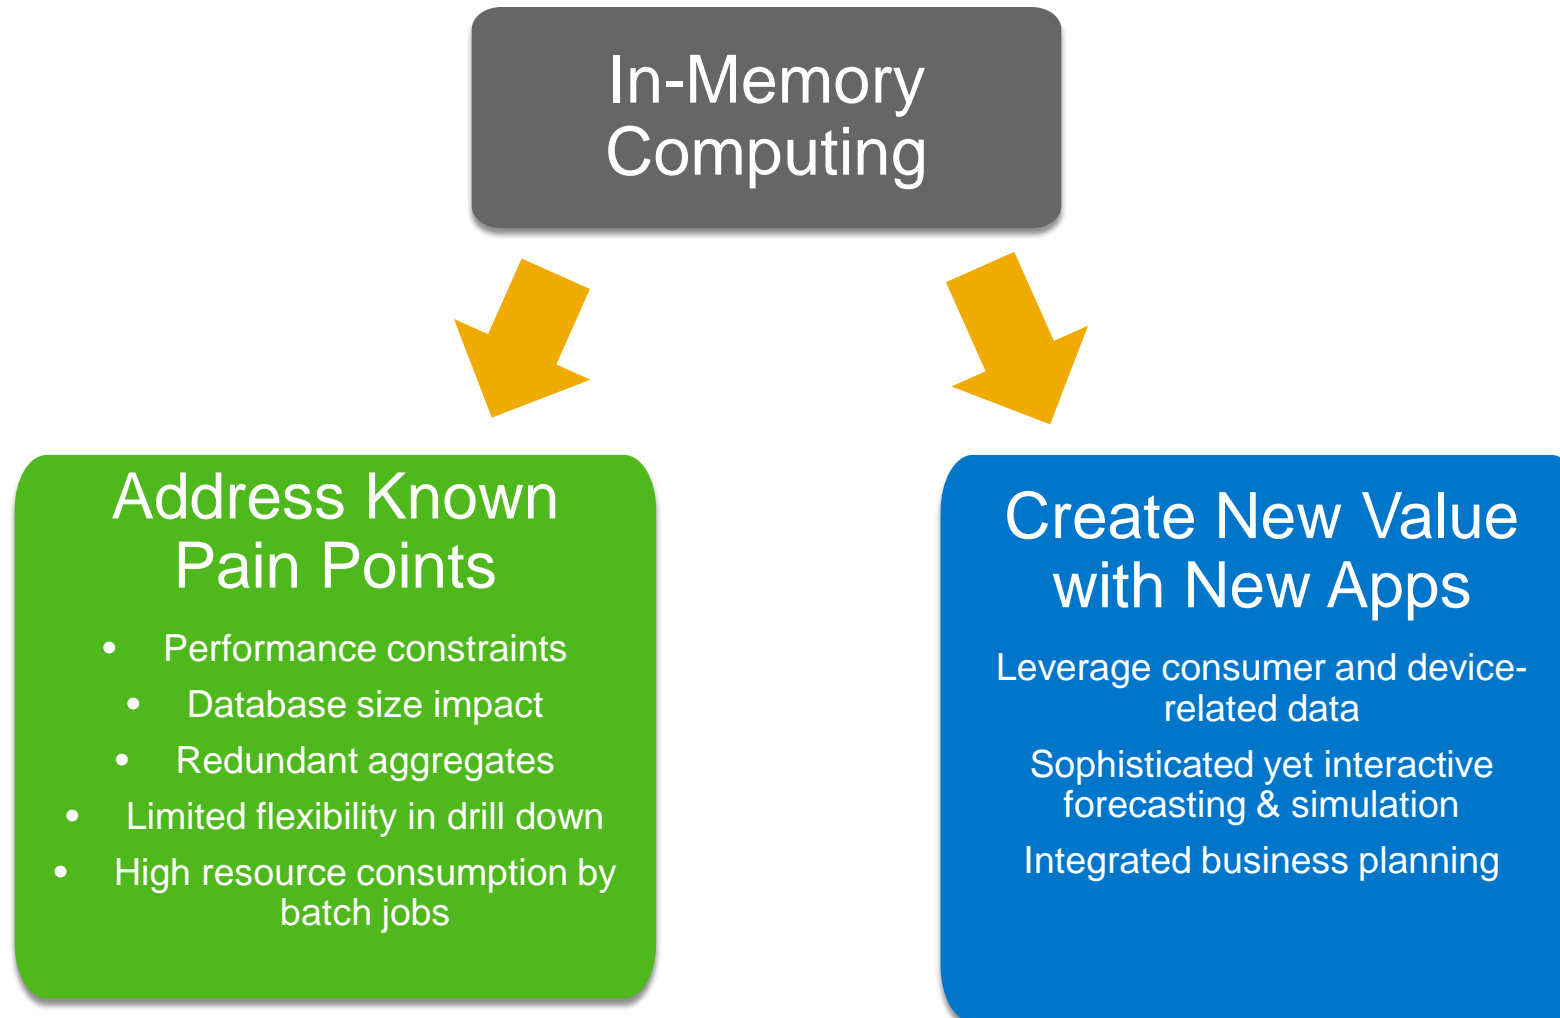 In-Memory
Computing
Address Known
Pain Points
• Performance constraints
• Database size impact
• Redundant aggregates
• Limited flexibility in drill down
• High resource consumption by
batch jobs
Create New Value
with New Apps
Leverage consumer and device-
related data
Sophisticated yet interactive
forecasting & simulation
Integrated business planning